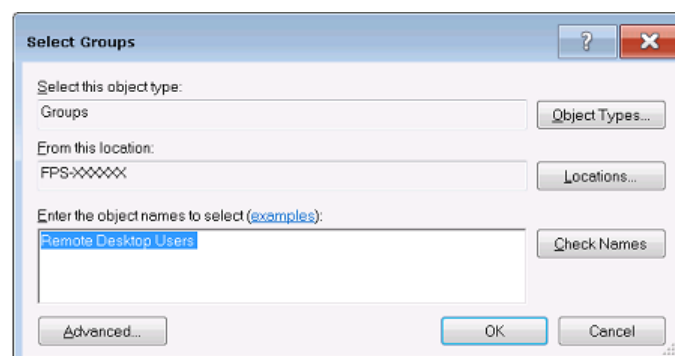 Select Groups
Select this object type:
Groups
Object Types...
From this location:
FPS-XXXXXX
Locations...
Enter the object names to select (examples):
Remote Desktop Users
Check Names
Advanced...
OK
Cancel